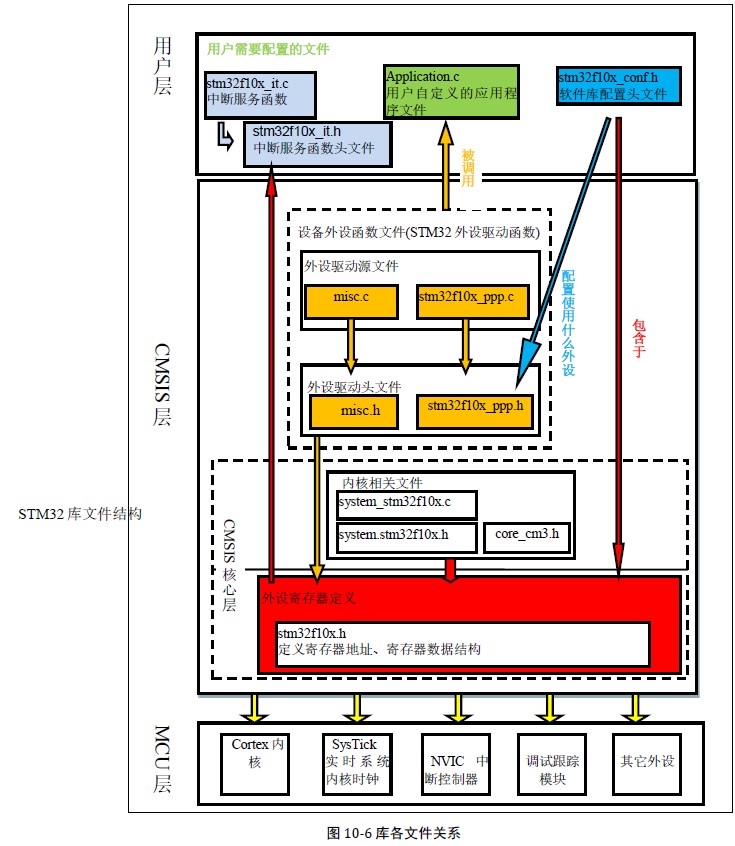 用户层
用户需要配置的文件
stm32f10x_it.c
中断服务函数
stm32f10x_it.h
中断服务函数头文件
Application.c
用户自定义的应用程
序文件
stm32f10x_conf.h
软件库配置头文件
被调用
CMSIS层
设备外设函数文件(STM32 外设驱动函数)
外设驱动源文件
misc.c
stm32f10x_ppp.c
外设驱动头文件
misc.h
stm32f10x_ppp.h
配置使用什么外设
包含于
STM32 库文件结构
CMSIS 核心层
内核相关文件
system_stm32f10x.c
system.stm32f10x.h
core_cm3.h
外设寄存器定义
stm32f10x.h
定义寄存器地址、寄存器数据结构
MCU层
Cortex 内
核
SysTick
实时系统
内核时钟
NVIC 中
断控制器
调试跟踪
模块
其它外设
图 10-6 库各文件关系